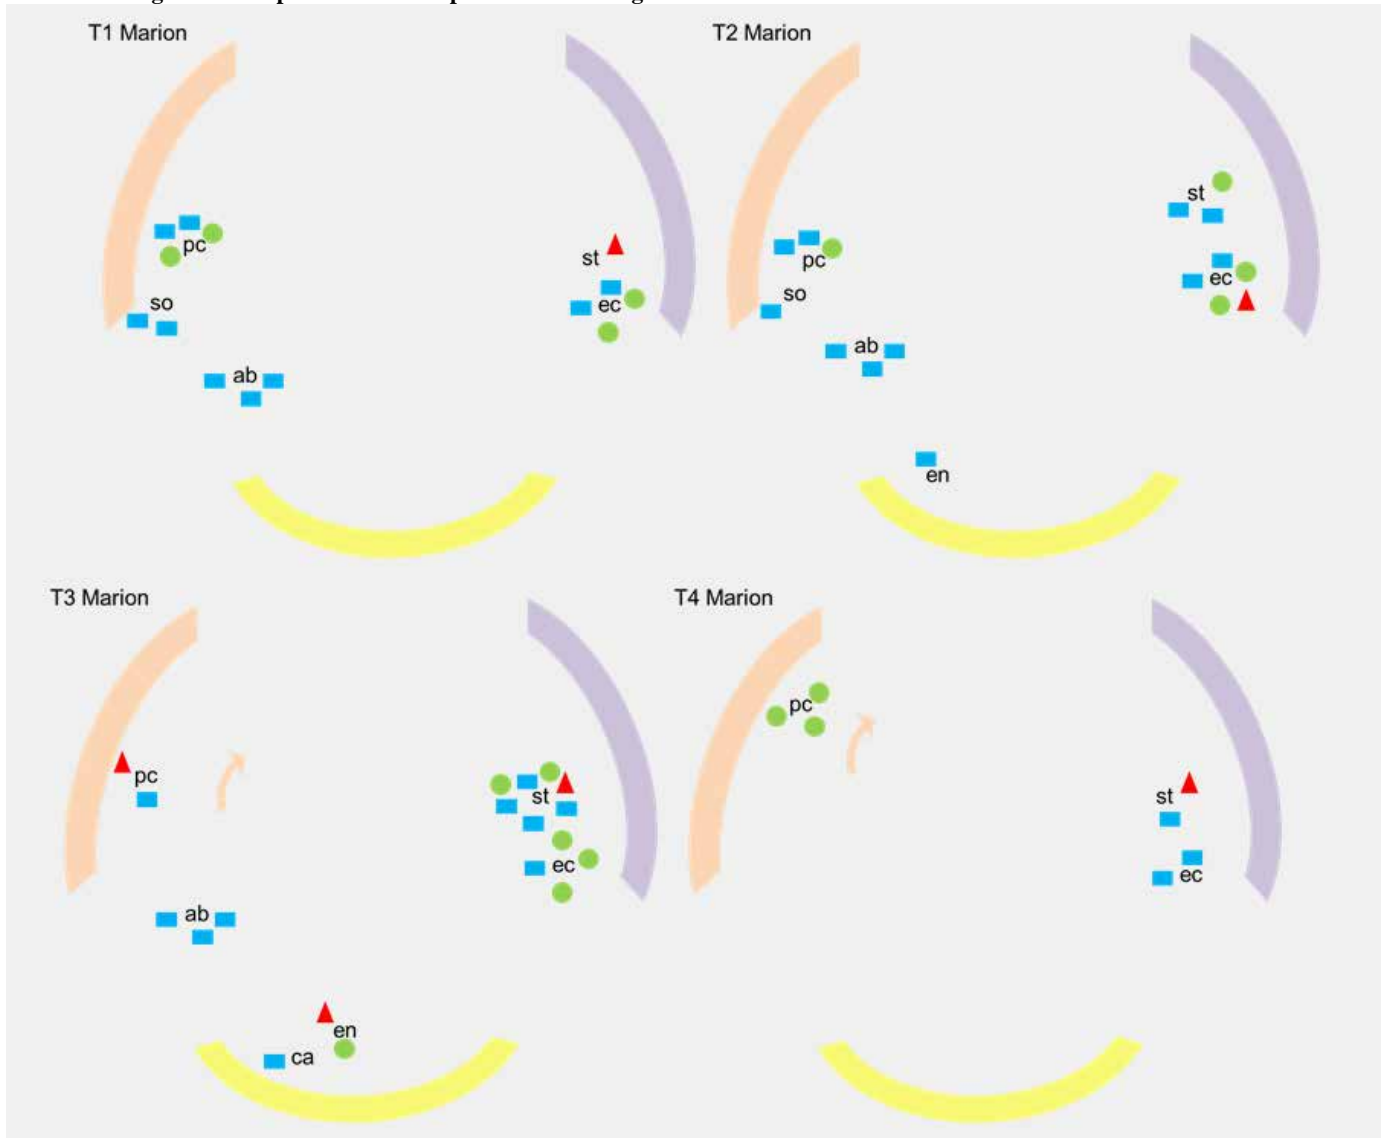 T1 Marion
T2 Marion
pc
st
so
ec
ab
st
pc
ec
so
ab
en
T3 Marion
T4 Marion
pc
st
ec
ab
en
ca
pc
st
ec